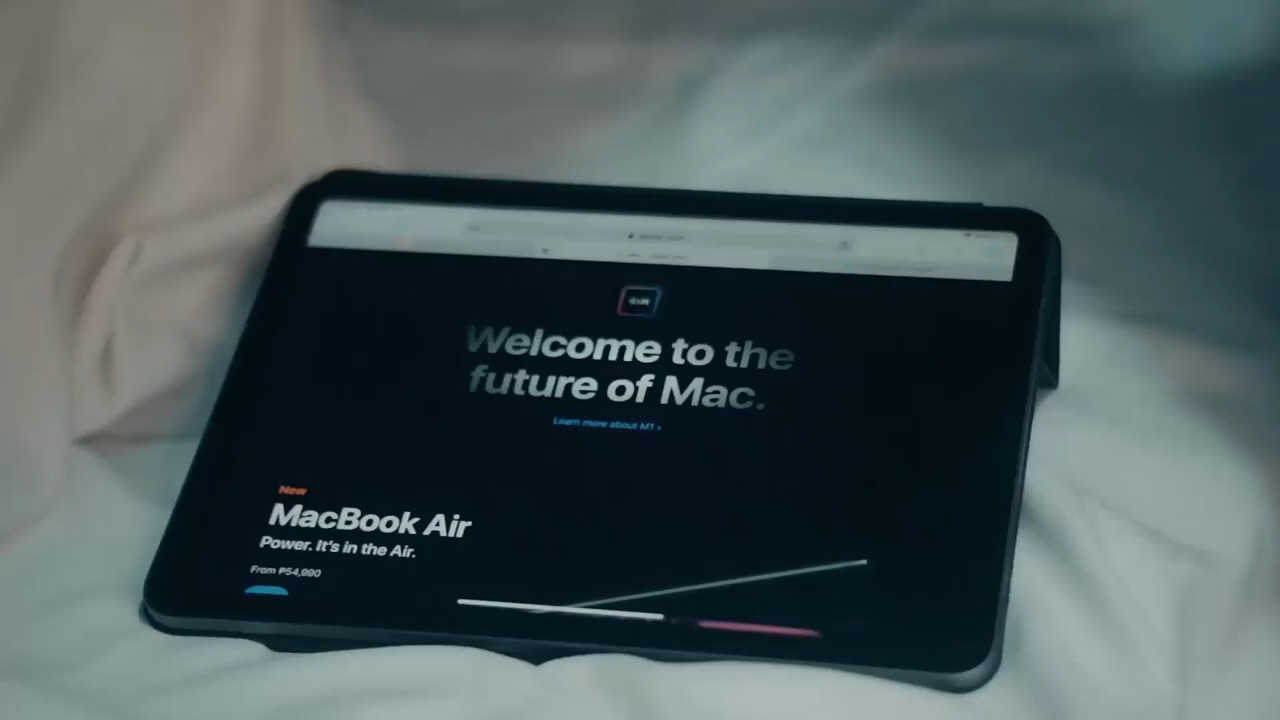 Welcome to the
future of Mac.
Learn more about M1 ›
New
MacBook Air
Power. It's in the Air.
From ₱54,990